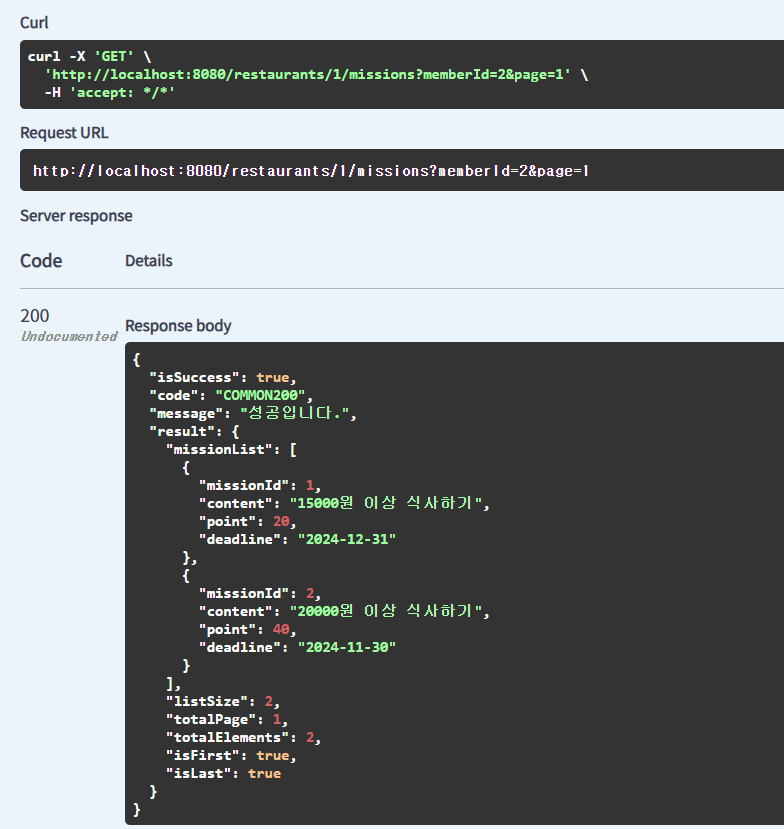 Curl
curl -X 'GET' \
  'http://localhost:8080/restaurants/1/missions?memberId=2&page=1' \
  -H 'accept: */*'
Request URL
http://localhost:8080/restaurants/1/missions?memberId=2&page=1
Server response
Code Details
200
Undocumented
Response body
{
  "isSuccess": true,
  "code": "COMMON200",
  "message": "성공입니다.",
  "result": {
    "missionList": [
      {
        "missionId": 1,
        "content": "15000원 이상 식사하기",
        "point": 20,
        "deadline": "2024-12-31"
      },
      {
        "missionId": 2,
        "content": "20000원 이상 식사하기",
        "point": 40,
        "deadline": "2024-11-30"
      }
    ],
    "listSize": 2,
    "totalPage": 1,
    "totalElements": 2,
    "isFirst": true,
    "isLast": true
  }
}